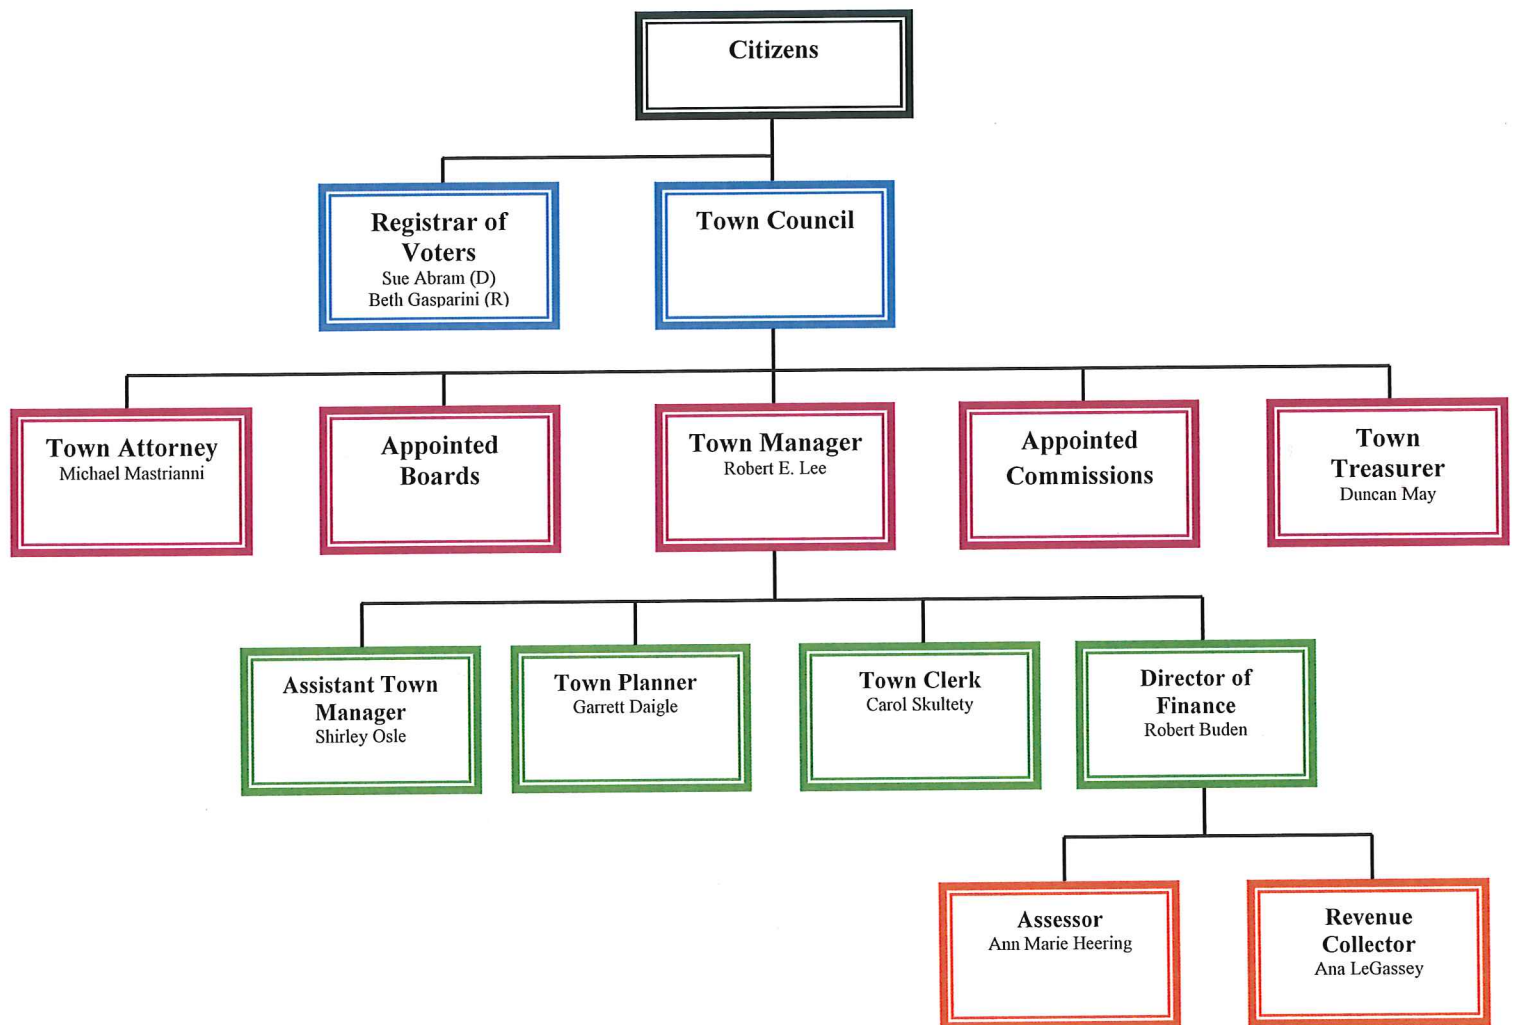 Citizens
Registrar of
Voters
Sue Abram (D)
Beth Gasparini (R)
Town Council
Town Attorney
Michael Mastrianni
Appointed
Boards
Town Manager
Robert E. Lee
Appointed
Commissions
Town
Treasurer
Duncan May
Assistant Town
Manager
Shirley Osle
Town Planner
Garrett Daigle
Town Clerk
Carol Skultety
Director of
Finance
Robert Buden
Assessor
Ann Marie Heering
Revenue
Collector
Ana LeGassey